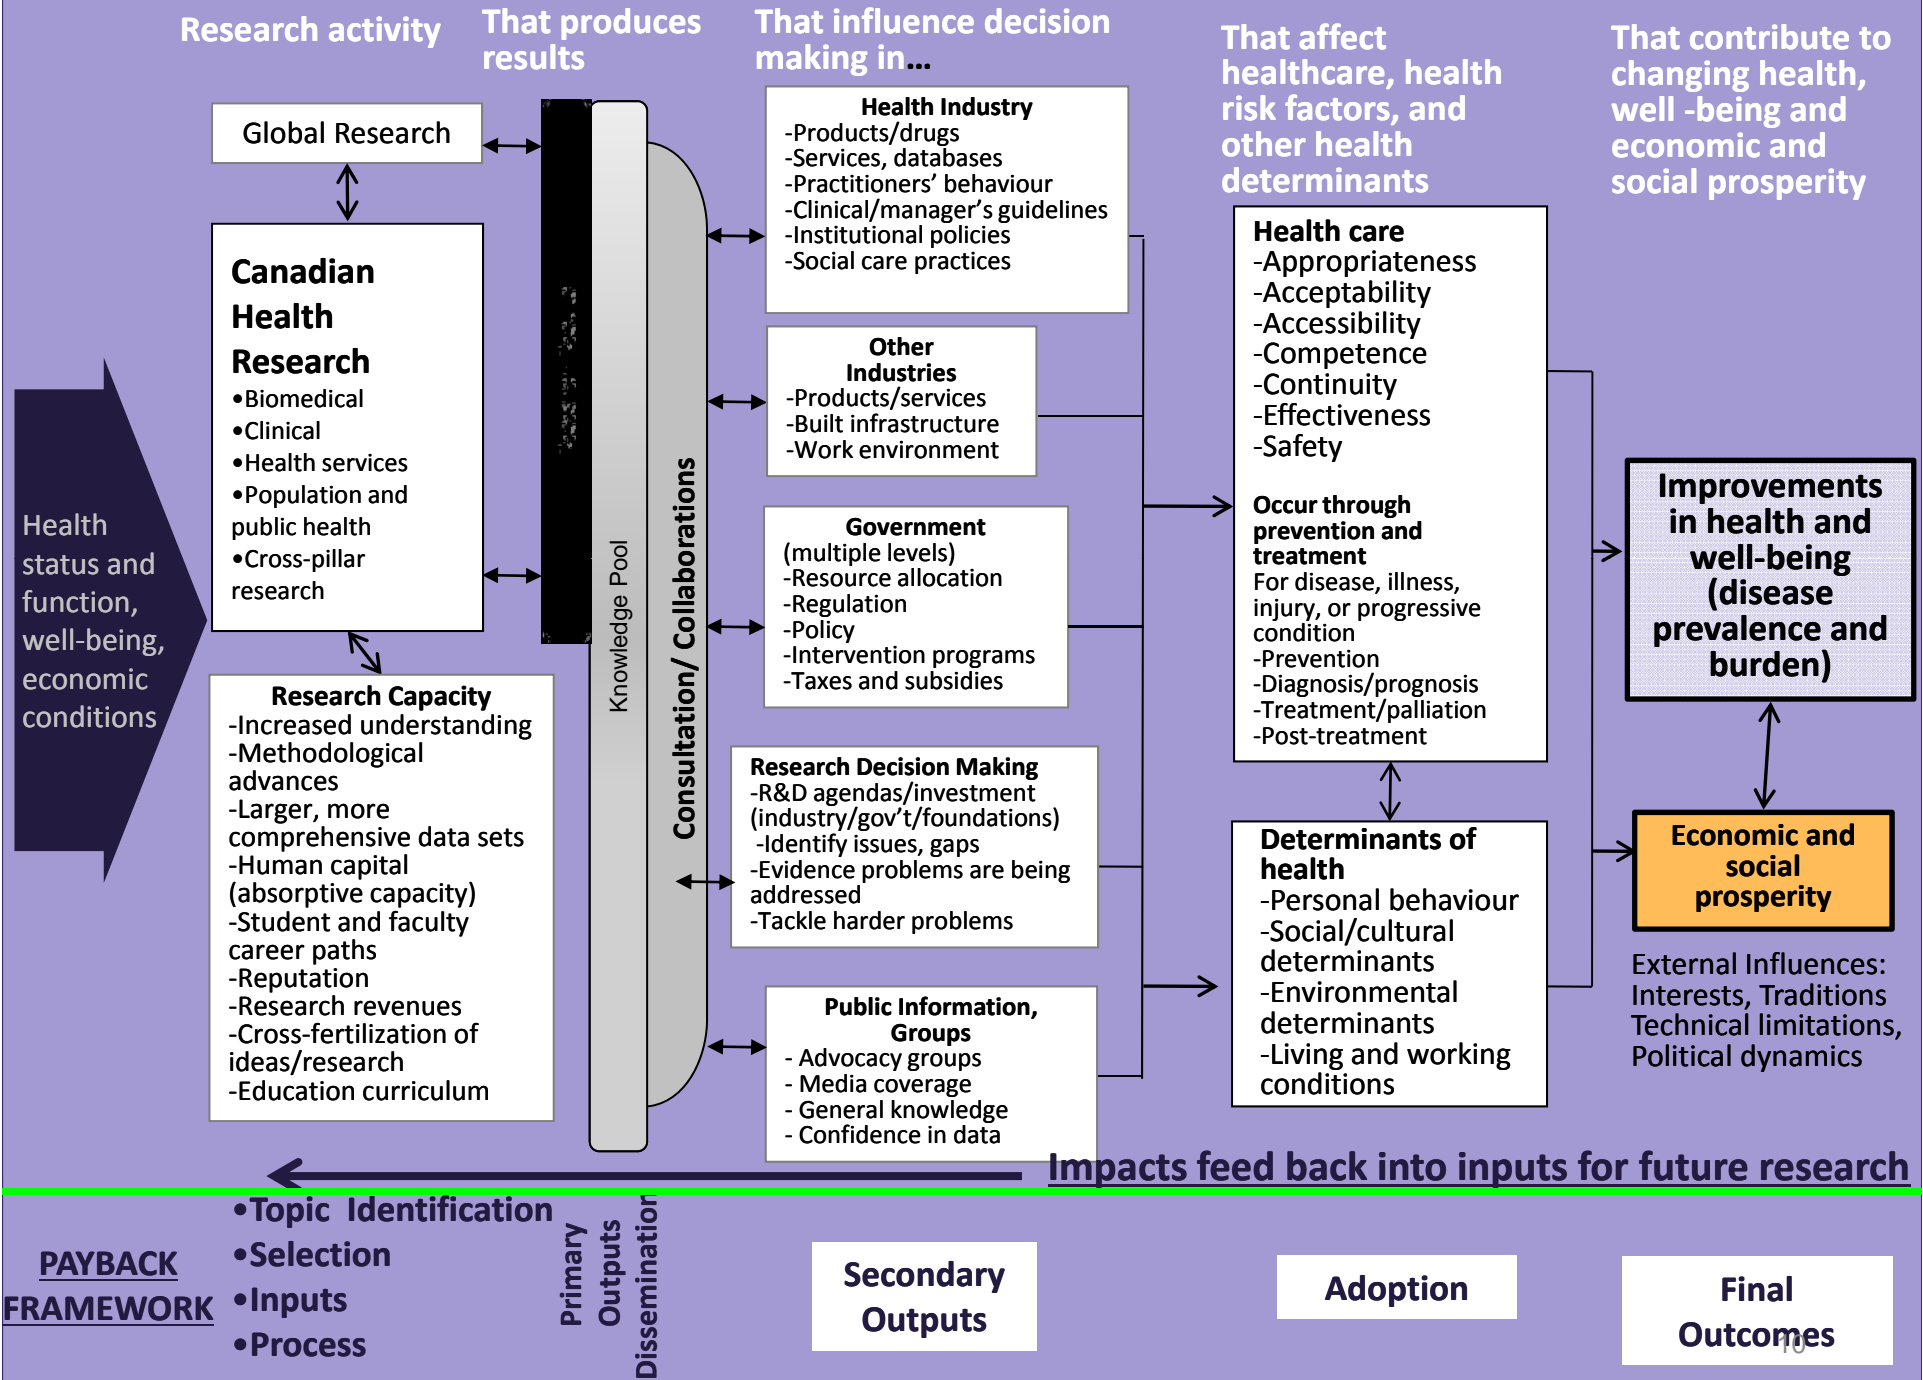 Research activity
That produces
results
That influence decision
making in...
That affect
healthcare, health
risk factors, and
other health
determinants
That contribute to
changing health,
well -being and
economic and
social prosperity
Health
status and
function,
well-being,
economic
conditions
Global Research
Canadian
Health
Research
•Biomedical
•Clinical
•Health services
•Population and
public health
•Cross-pillar
research
Research Capacity
-Increased understanding
-Methodological
advances
-Larger, more
comprehensive data sets
-Human capital
(absorptive capacity)
-Student and faculty
career paths
-Reputation
-Research revenues
-Cross-fertilization of
ideas/research
-Education curriculum
Knowledge Pool
Consultation/ Collaborations
Health Industry
-Products/drugs
-Services, databases
-Practitioners’ behaviour
-Clinical/manager’s guidelines
-Institutional policies
-Social care practices
Other
Industries
-Products/services
-Built infrastructure
-Work environment
Government
(multiple levels)
-Resource allocation
-Regulation
-Policy
-Intervention programs
-Taxes and subsidies
Research Decision Making
-R&D agendas/investment
(industry/gov’t/foundations)
-Identify issues, gaps
-Evidence problems are being
addressed
-Tackle harder problems
Public Information,
Groups
- Advocacy groups
- Media coverage
- General knowledge
- Confidence in data
Health care
-Appropriateness
-Acceptability
-Accessibility
-Competence
-Continuity
-Effectiveness
-Safety
Occur through
prevention and
treatment
For disease, illness,
injury, or progressive
condition
-Prevention
-Diagnosis/prognosis
-Treatment/palliation
-Post-treatment
Determinants of
health
-Personal behaviour
-Social/cultural
determinants
-Environmental
determinants
-Living and working
conditions
Improvements
in health and
well-being
(disease
prevalence and
burden)
Economic and
social
prosperity
External Influences:
Interests, Traditions
Technical limitations,
Political dynamics
Impacts feed back into inputs for future research
PAYBACK
FRAMEWORK
•Topic Identification
•Selection
•Inputs
•Process
Primary
Outputs
Dissemination
Secondary
Outputs
Adoption
Final
Outcomes
10